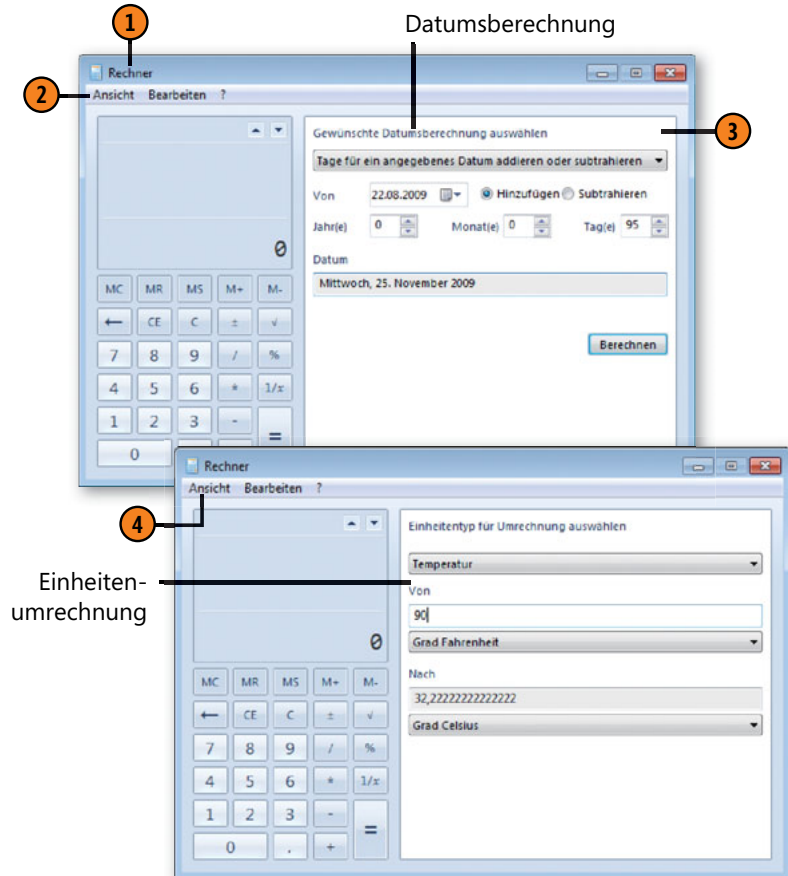 Datumsberechnung
1
Rechner
2
Ansicht Bearbeiten ?
3
Gewünschte Datumsberechnung auswählen
Tage für ein angegebenes Datum addieren oder subtrahieren
Von 22.08.2009 Hinzufügen Subtrahieren
Jahr(e) 0 Monat(e) 0 Tag(e) 95
0
Datum
Mittwoch, 25. November 2009
MC MR MS M+ M-
← CE C ± √
7 8 9 / %
Berechnen
4 5 6 * 1/x
1 2 3 - =
0
Rechner
Ansicht Bearbeiten ?
4
Einheitentyp für Umrechnung auswählen
Temperatur
Einheiten-
umrechnung
Von
90
0
Grad Fahrenheit
Nach
32,22222222222222
Grad Celsius
MC MR MS M+ M-
← CE C ± √
7 8 9 / %
4 5 6 * 1/x
1 2 3 - =
0 . +